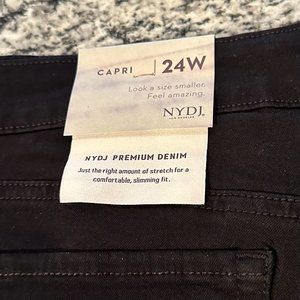 CAPRI 24W
Look a size smaller.
Feel amazing.
NYDJ
LOS ANGELES
NYDJ PREMIUM DENIM
Just the right amount of stretch for a
comfortable, slimming fit.